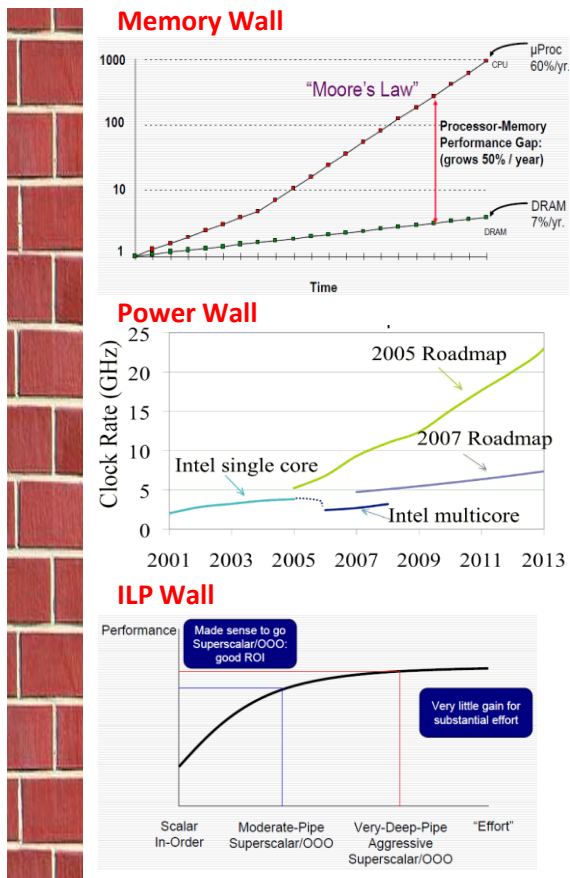 Memory Wall
1000
100
10
1
"Moore's Law"
CPU
µProc
60%/yr.
Processor-Memory
Performance Gap:
(grows 50% / year)
DRAM
7%/yr.
DRAM
Time
Power Wall
Clock Rate (GHz)
25
20
15
10
5
0
2005 Roadmap
2007 Roadmap
Intel single core
Intel multicore
2001 2003 2005 2007 2009 2011 2013
ILP Wall
Performance
Made sense to go
Superscalar/OOO:
good ROI
Very little gain for
substantial effort
Scalar
In-Order
Moderate-Pipe
Superscalar/OOO
Very-Deep-Pipe
Aggressive
Superscalar/OOO
"Effort"